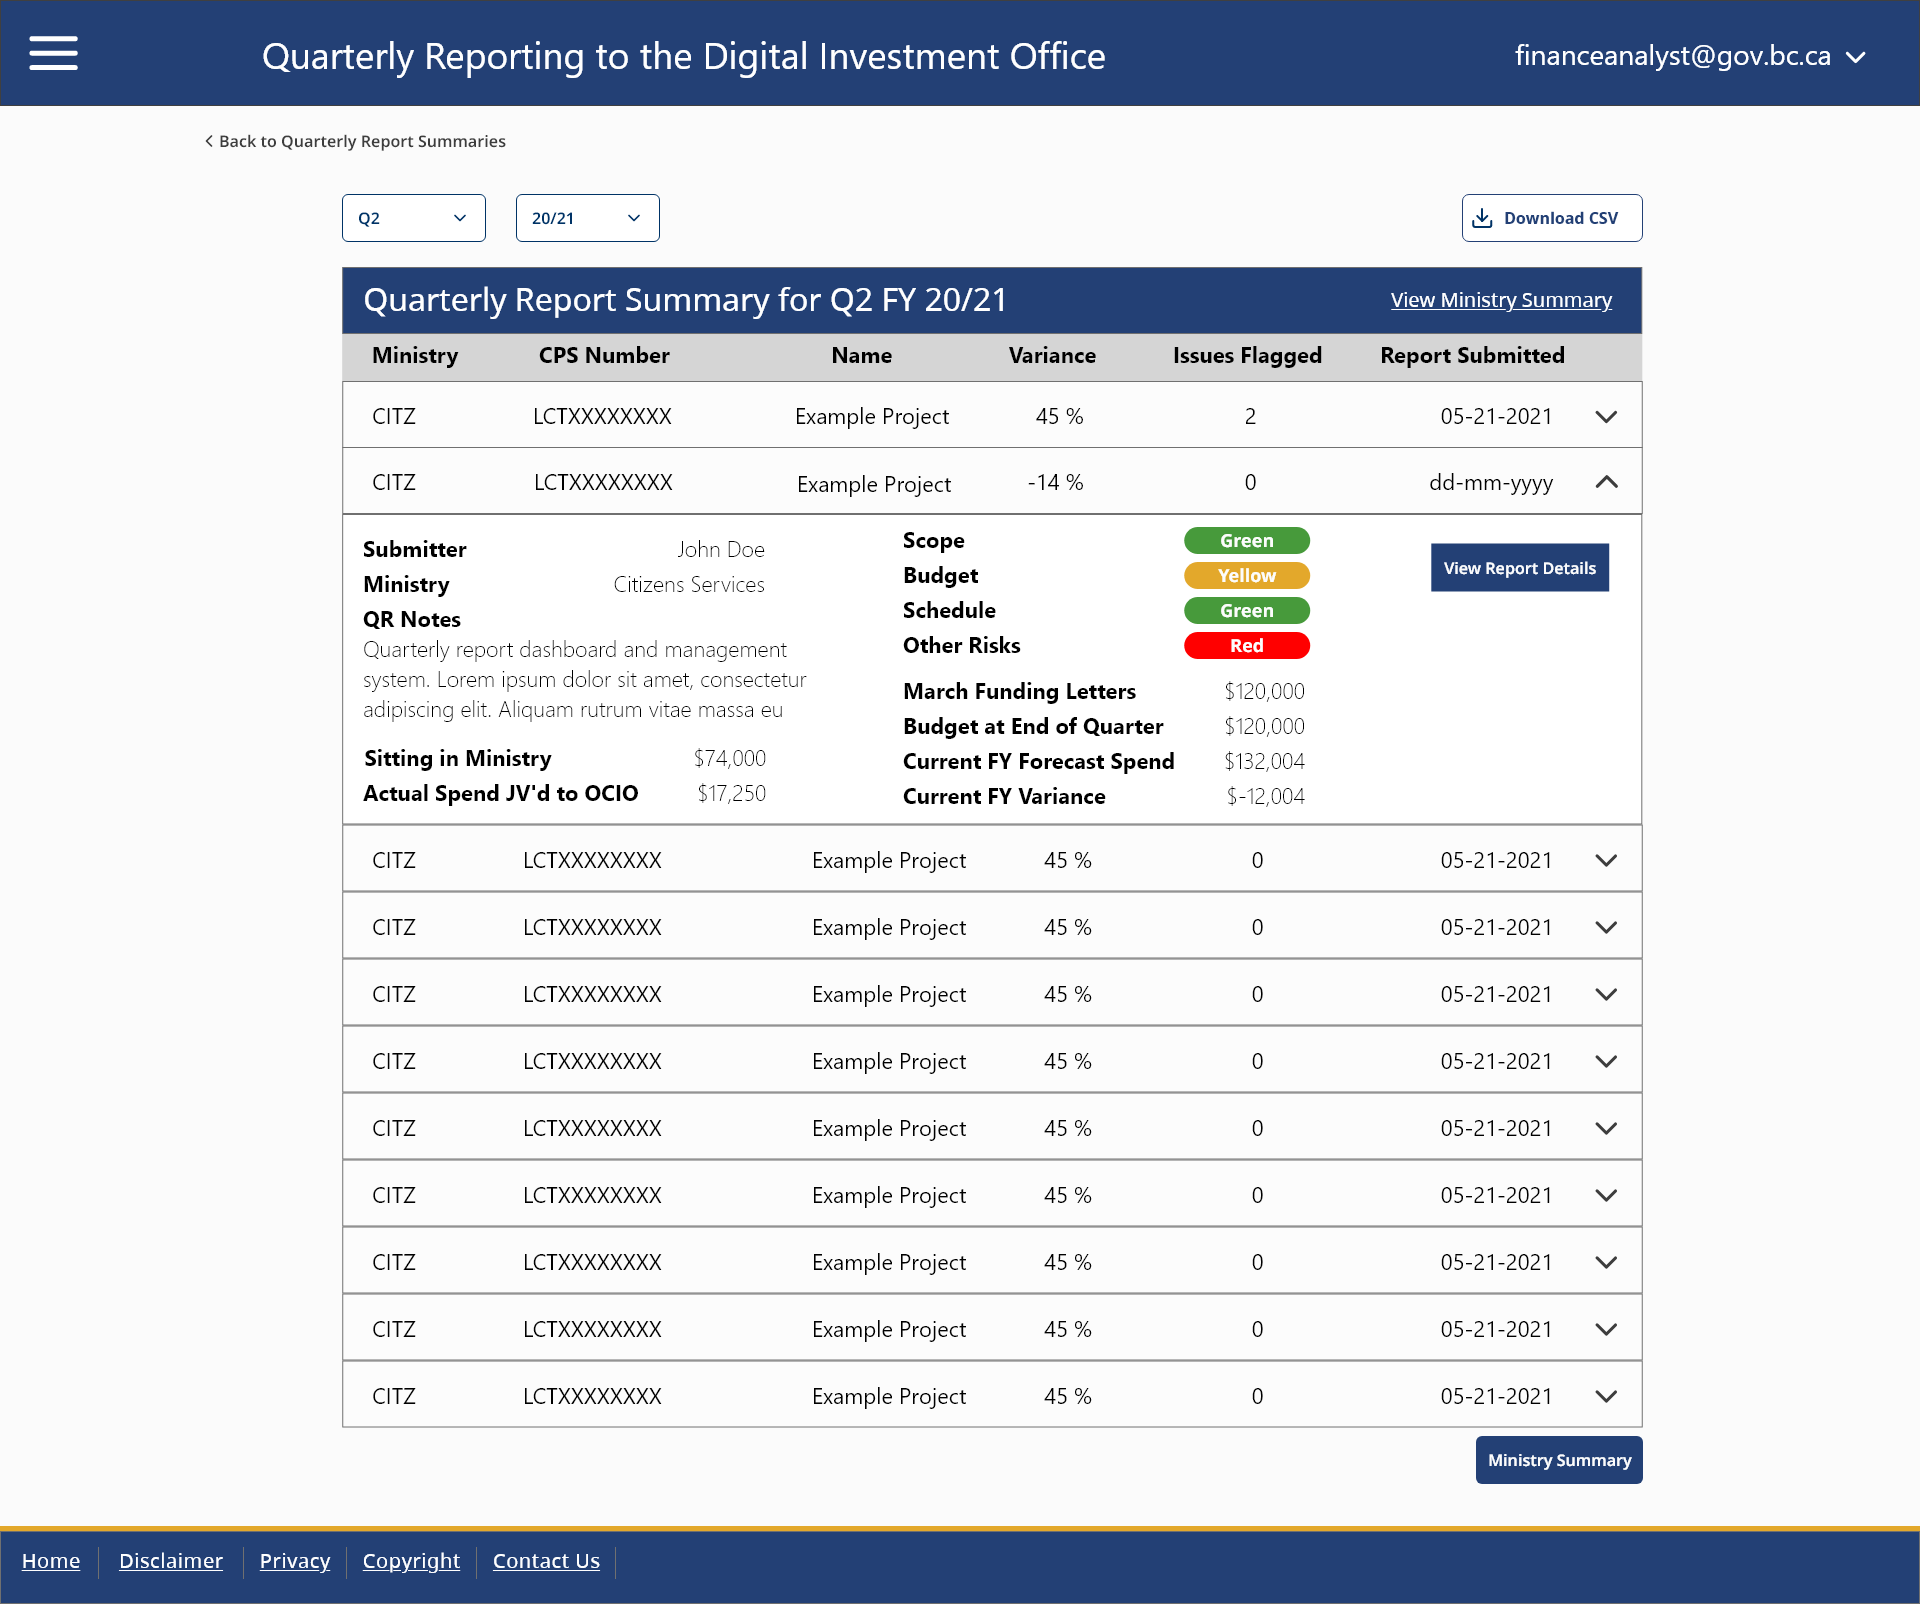 Quarterly Reporting to the Digital Investment Office financeanalyst@gov.bc.ca
Back to Quarterly Report Summaries
Q2 20/21 Download CSV
Quarterly Report Summary for Q2 FY 20/21 View Ministry Summary
Ministry CPS Number Name Variance Issues Flagged Report Submitted
CITZ LCTXXXXXXXX Example Project 45 % 2 05-21-2021
CITZ LCTXXXXXXXX Example Project -14 % 0 dd-mm-yyyy
Submitter John Doe
Ministry Citizens Services
QR Notes
Quarterly report dashboard and management
system. Lorem ipsum dolor sit amet, consectetur
adipiscing elit. Aliquam rutrum vitae massa eu
Sitting in Ministry $74,000
Actual Spend JV'd to OCIO $17,250
Scope Green
Budget Yellow
Schedule Green
Other Risks Red
March Funding Letters $120,000
Budget at End of Quarter $120,000
Current FY Forecast Spend $132,004
Current FY Variance $-12,004
View Report Details
CITZ LCTXXXXXXXX Example Project 45 % 0 05-21-2021
CITZ LCTXXXXXXXX Example Project 45 % 0 05-21-2021
CITZ LCTXXXXXXXX Example Project 45 % 0 05-21-2021
CITZ LCTXXXXXXXX Example Project 45 % 0 05-21-2021
CITZ LCTXXXXXXXX Example Project 45 % 0 05-21-2021
CITZ LCTXXXXXXXX Example Project 45 % 0 05-21-2021
CITZ LCTXXXXXXXX Example Project 45 % 0 05-21-2021
CITZ LCTXXXXXXXX Example Project 45 % 0 05-21-2021
CITZ LCTXXXXXXXX Example Project 45 % 0 05-21-2021
Ministry Summary
Home Disclaimer Privacy Copyright Contact Us